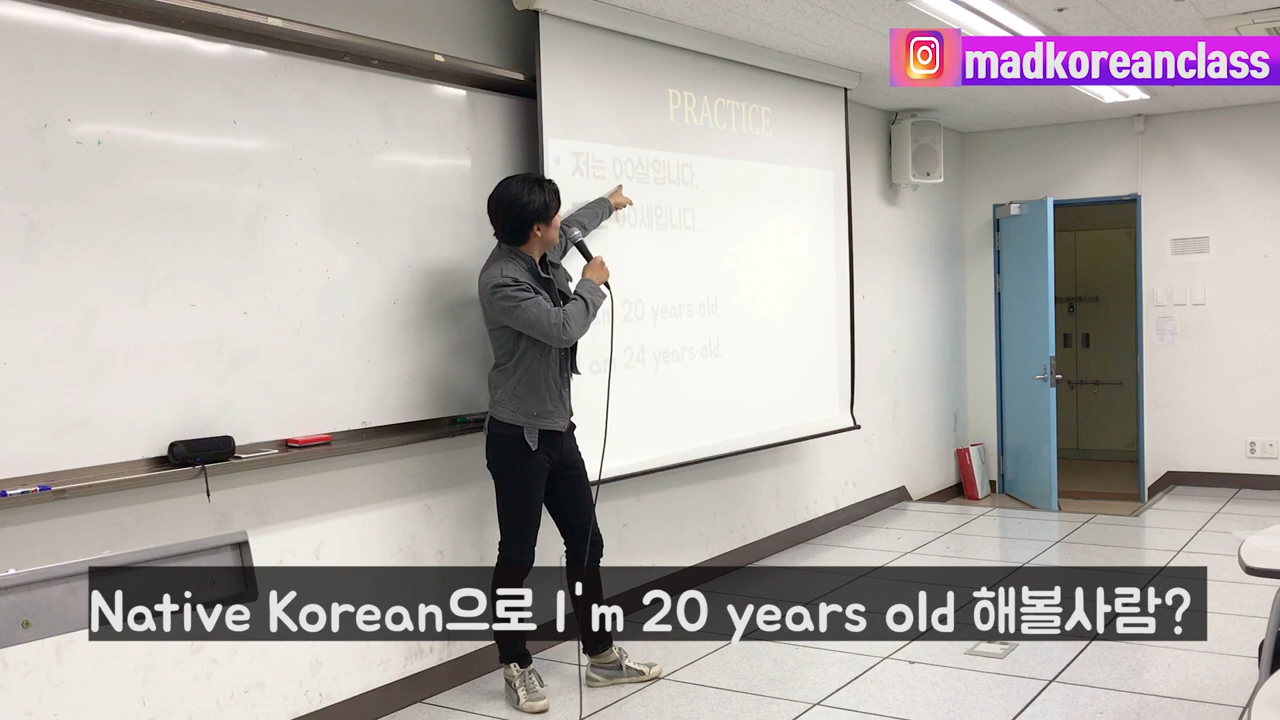 madkoreanclass
PRACTICE
• 저는 00살입니다.
00세입니다.
20 years old.
am 24 years old.
Native Korean으로 I'm 20 years old 해볼사람?